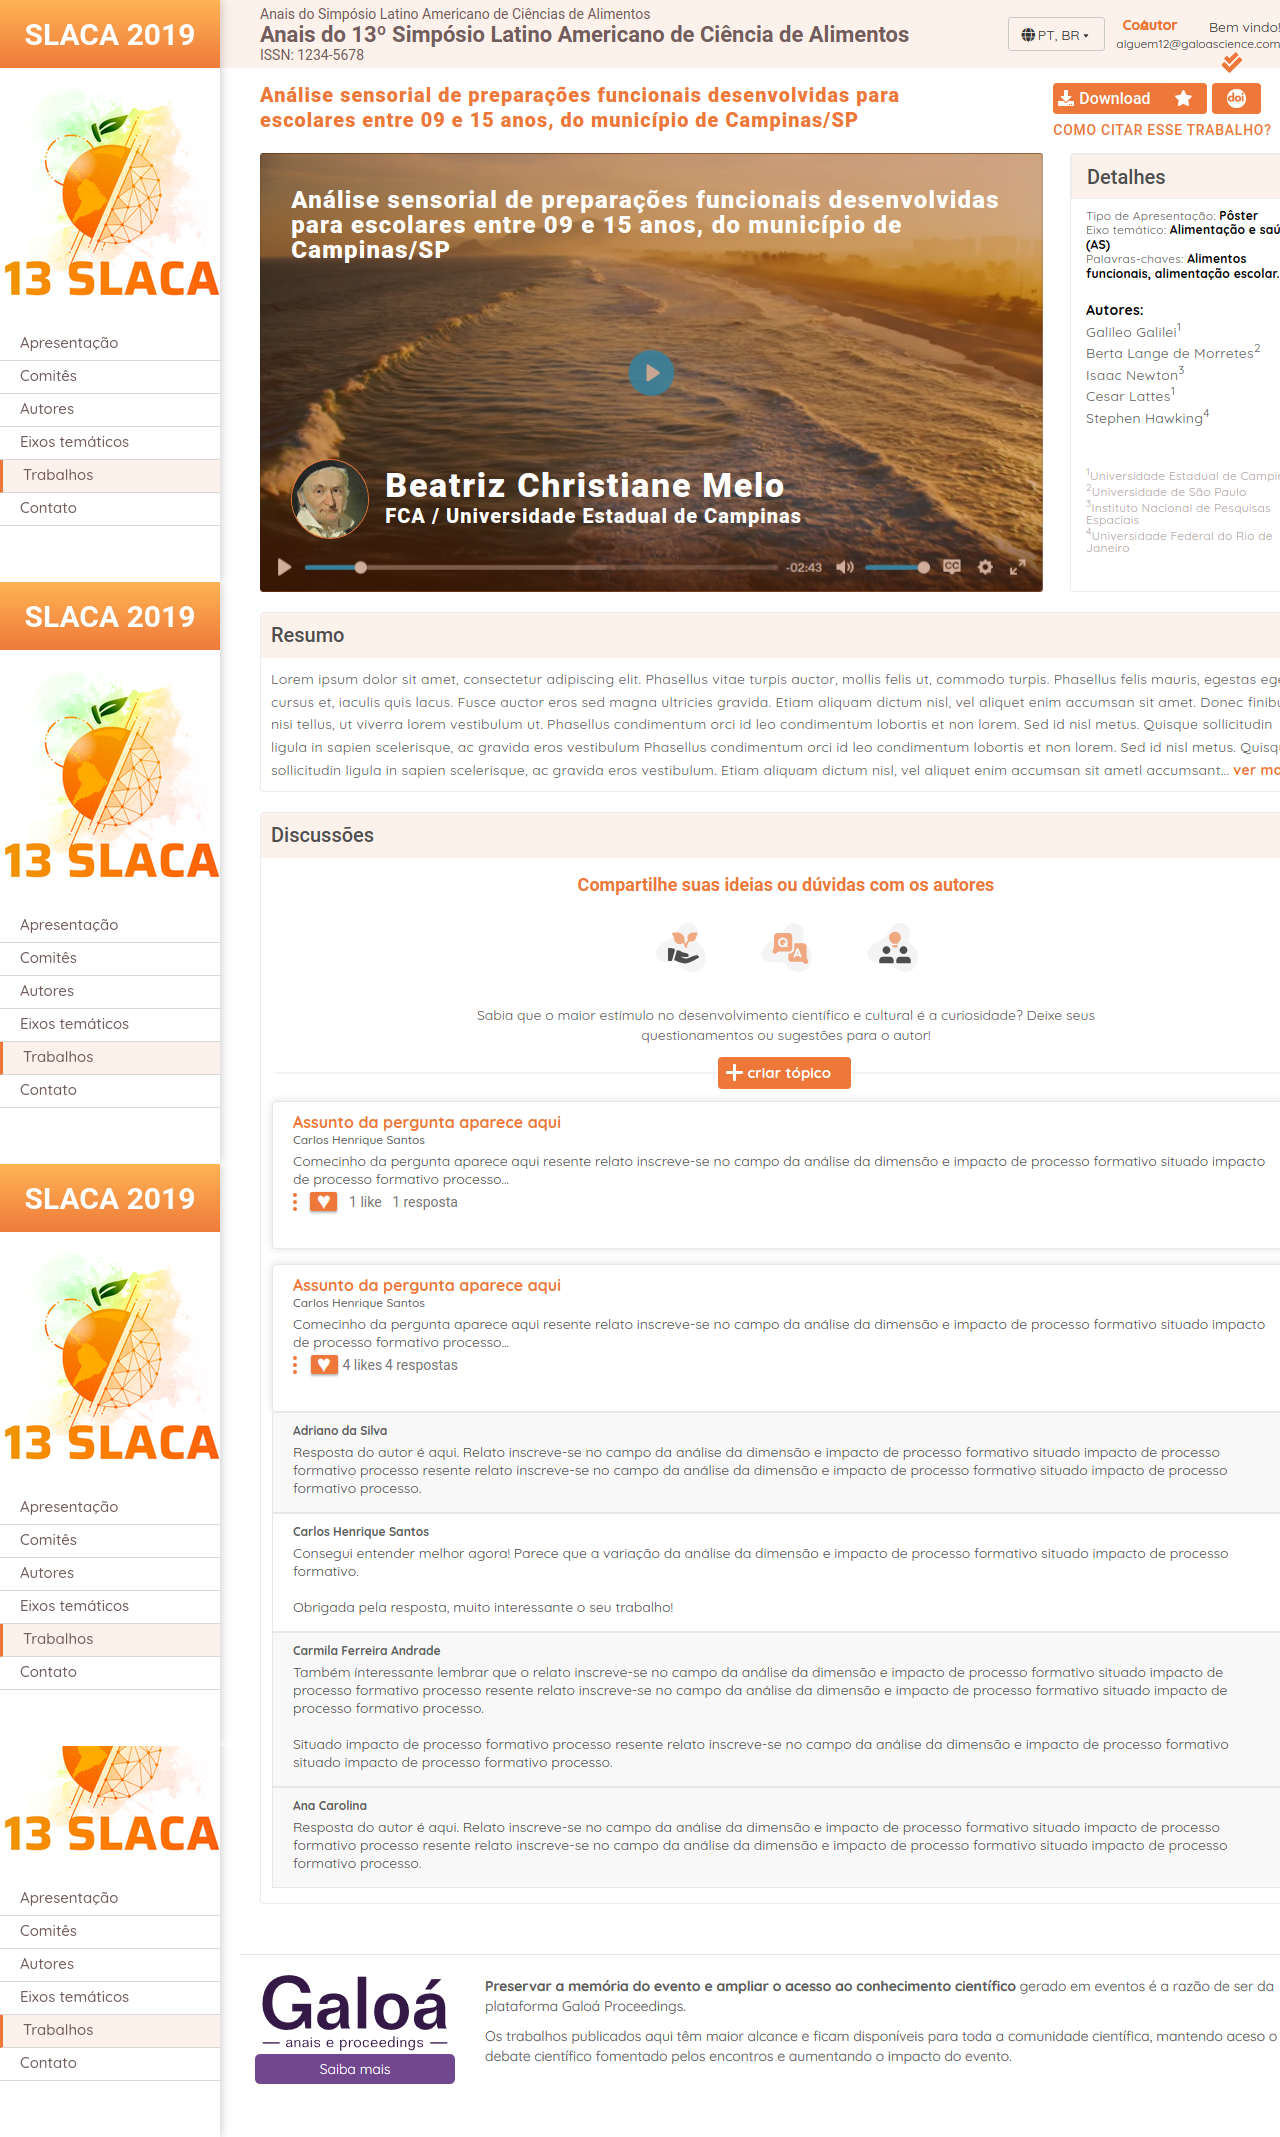 SLACA 2019
13 SLACA
Apresentação
Comitês
Autores
Eixos temáticos
Trabalhos
Contato
SLACA 2019
13 SLACA
Apresentação
Comitês
Autores
Eixos temáticos
Trabalhos
Contato
SLACA 2019
13 SLACA
Apresentação
Comitês
Autores
Eixos temáticos
Trabalhos
Contato
13 SLACA
Apresentação
Comitês
Autores
Eixos temáticos
Trabalhos
Contato
Anais do Simpósio Latino Americano de Ciências de Alimentos
Anais do 13º Simpósio Latino Americano de Ciência de Alimentos
ISSN: 1234-5678
PT, BR
Bem vindo!
alguem12@galoascience.com
Análise sensorial de preparações funcionais desenvolvidas para
escolares entre 09 e 15 anos, do município de Campinas/SP
Download
doi
COMO CITAR ESSE TRABALHO?
Análise sensorial de preparações funcionais desenvolvidas
para escolares entre 09 e 15 anos, do município de
Campinas/SP
Beatriz Christiane Melo
FCA / Universidade Estadual de Campinas
-02:43
CC
Detalhes
Tipo de Apresentação: Pôster
Eixo temático: Alimentação e saú
(AS)
Palavras-chaves: Alimentos
funcionais, alimentação escolar.
Autores:
Galileo Galilei1
Berta Lange de Morretes2
Isaac Newton3
Cesar Lattes1
Stephen Hawking4
1Universidade Estadual de Campin
2Universidade de São Paulo
3Instituto Nacional de Pesquisas
Espaciais
4Universidade Federal do Rio de
Janeiro
Resumo
Lorem ipsum dolor sit amet, consectetur adipiscing elit. Phasellus vitae turpis auctor, mollis felis ut, commodo turpis. Phasellus felis mauris, egestas ege
cursus et, iaculis quis lacus. Fusce auctor eros sed magna ultricies gravida. Etiam aliquam dictum nisl, vel aliquet enim accumsan sit amet. Donec finibu
nisi tellus, ut viverra lorem vestibulum ut. Phasellus condimentum orci id leo condimentum lobortis et non lorem. Sed id nisl metus. Quisque sollicitudin
ligula in sapien scelerisque, ac gravida eros vestibulum Phasellus condimentum orci id leo condimentum lobortis et non lorem. Sed id nisl metus. Quisqu
sollicitudin ligula in sapien scelerisque, ac gravida eros vestibulum. Etiam aliquam dictum nisl, vel aliquet enim accumsan sit ametl accumsant... ver ma
Discussões
Compartilhe suas ideias ou dúvidas com os autores
Q A
Sabia que o maior estímulo no desenvolvimento científico e cultural é a curiosidade? Deixe seus
questionamentos ou sugestões para o autor!
criar tópico
Assunto da pergunta aparece aqui
Carlos Henrique Santos
Comecinho da pergunta aparece aqui resente relato inscreve-se no campo da análise da dimensão e impacto de processo formativo situado impacto
de processo formativo processo...
1 like 1 resposta
Assunto da pergunta aparece aqui
Carlos Henrique Santos
Comecinho da pergunta aparece aqui resente relato inscreve-se no campo da análise da dimensão e impacto de processo formativo situado impacto
de processo formativo processo...
4 likes 4 respostas
Adriano da Silva
Resposta do autor é aqui. Relato inscreve-se no campo da análise da dimensão e impacto de processo formativo situado impacto de processo
formativo processo resente relato inscreve-se no campo da análise da dimensão e impacto de processo formativo situado impacto de processo
formativo processo.
Carlos Henrique Santos
Consegui entender melhor agora! Parece que a variação da análise da dimensão e impacto de processo formativo situado impacto de processo
formativo.
Obrigada pela resposta, muito interessante o seu trabalho!
Carmila Ferreira Andrade
Também ínteressante lembrar que o relato inscreve-se no campo da análise da dimensão e impacto de processo formativo situado impacto de
processo formativo processo resente relato inscreve-se no campo da análise da dimensão e impacto de processo formativo situado impacto de
processo formativo processo.
Situado impacto de processo formativo processo resente relato inscreve-se no campo da análise da dimensão e impacto de processo formativo
situado impacto de processo formativo processo.
Ana Carolina
Resposta do autor é aqui. Relato inscreve-se no campo da análise da dimensão e impacto de processo formativo situado impacto de processo
formativo processo resente relato inscreve-se no campo da análise da dimensão e impacto de processo formativo situado impacto de processo
formativo processo.
Galoá
anais e proceedings
Saiba mais
Preservar a memória do evento e ampliar o acesso ao conhecimento científico gerado em eventos é a razão de ser da
plataforma Galoá Proceedings.
Os trabalhos publicados aqui têm maior alcance e ficam disponíveis para toda a comunidade científica, mantendo aceso o
debate científico fomentado pelos encontros e aumentando o impacto do evento.